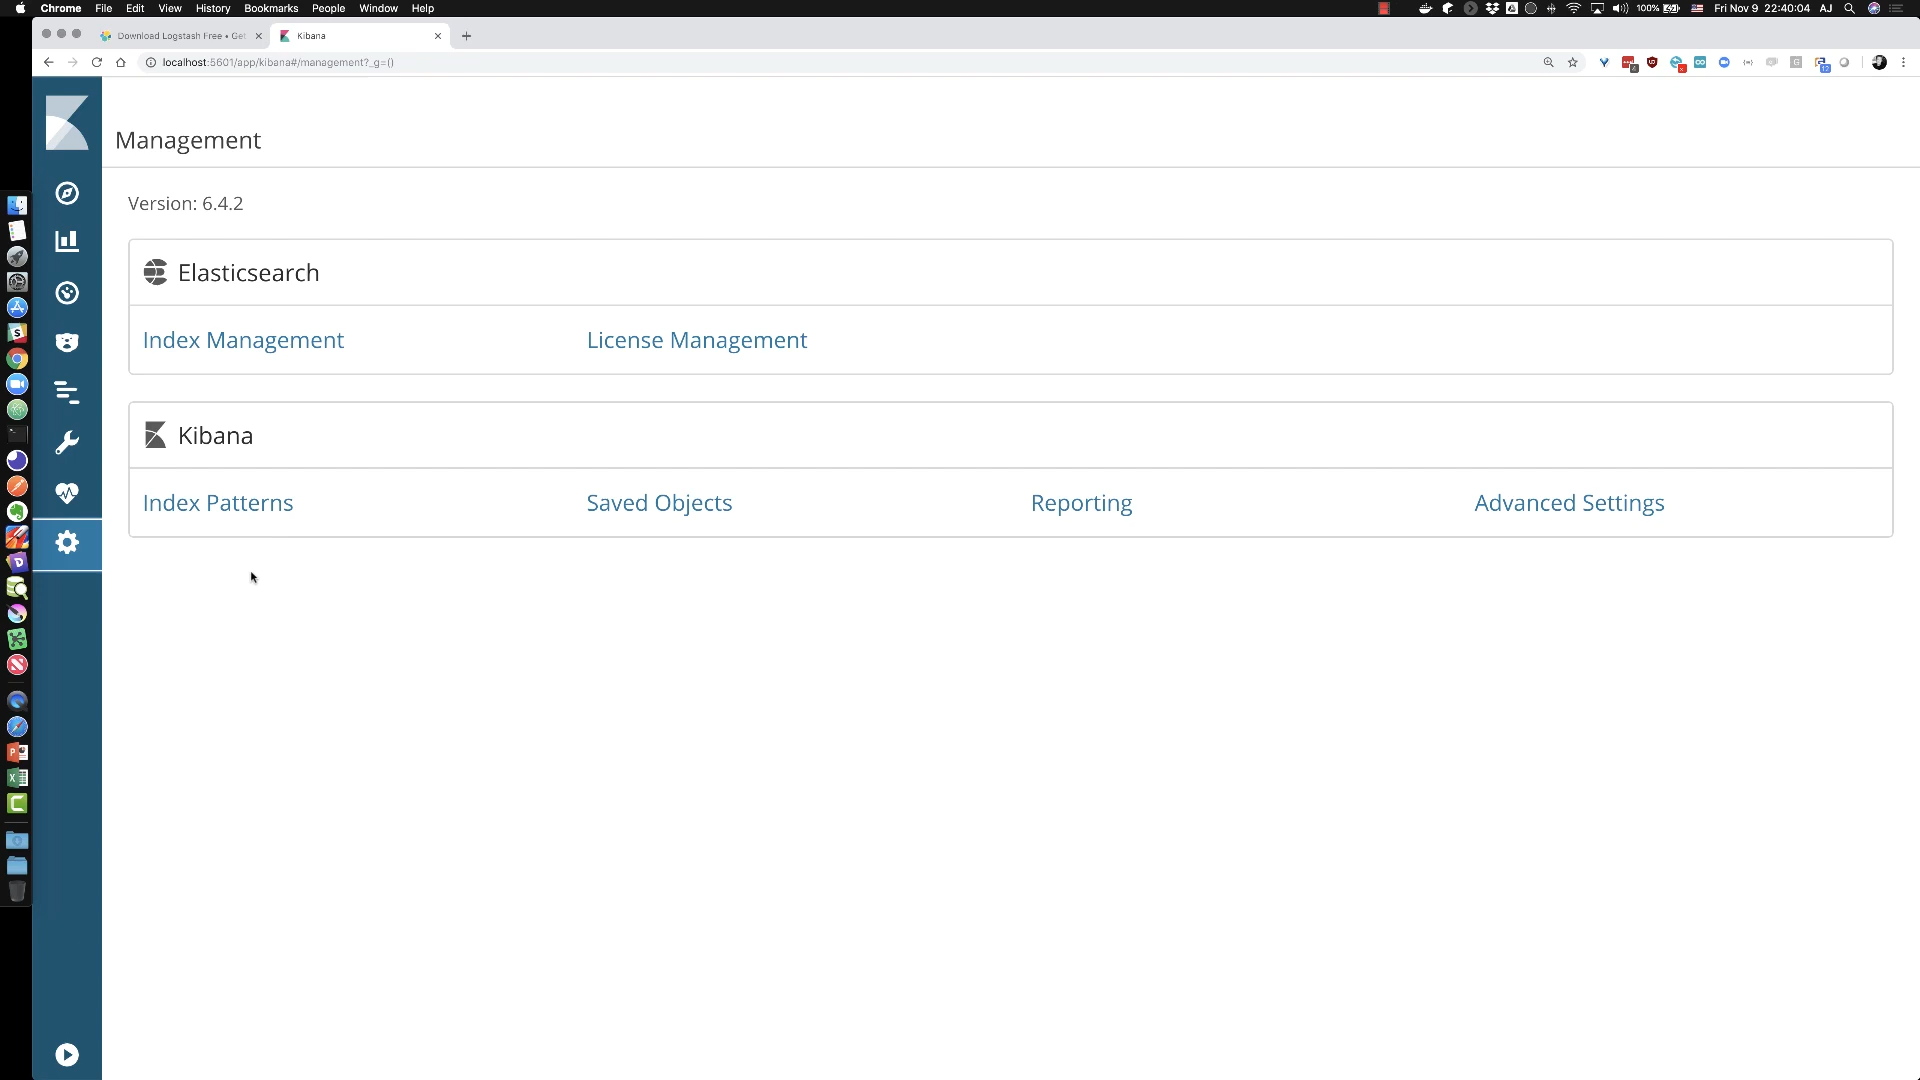 Chrome File Edit View History Bookmarks People Window Help 100% Fri Nov 9 22:40:04 AJ
Download Logstash Free • Get Kibana
localhost:5601/app/kibana#/management?_g=()
Management
Version: 6.4.2
Elasticsearch
Index Management License Management
Kibana
Index Patterns Saved Objects Reporting Advanced Settings